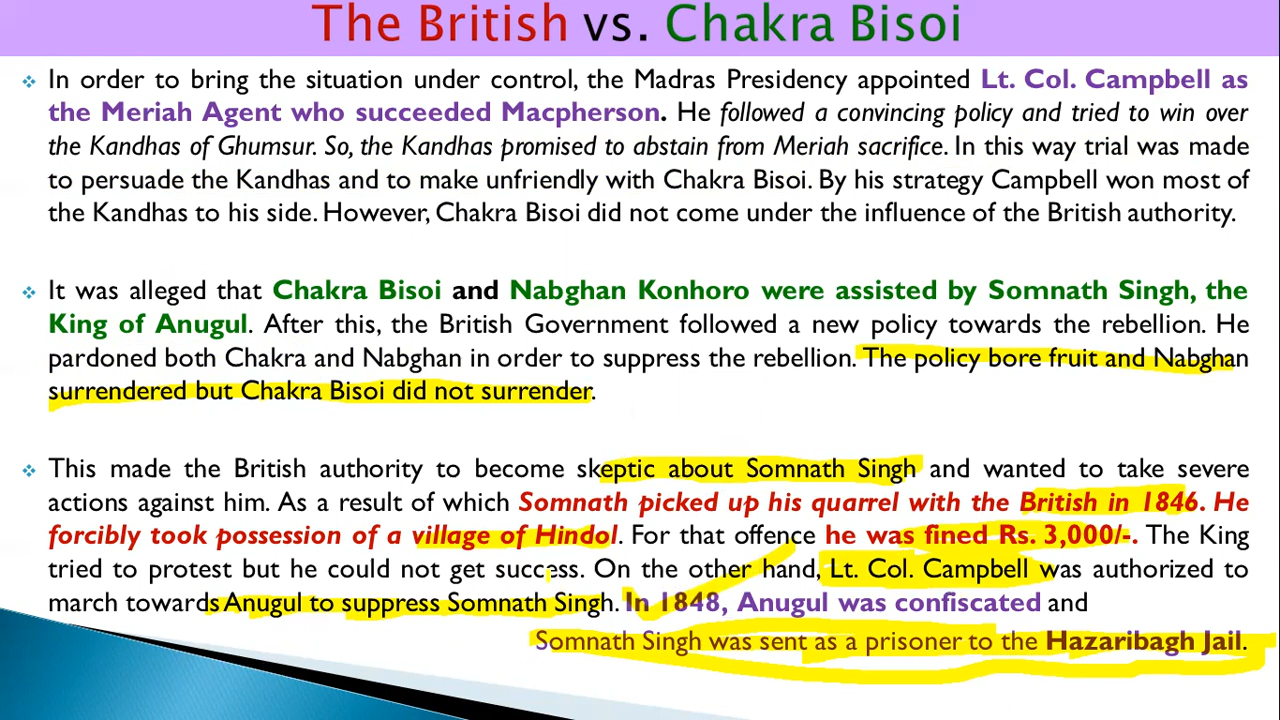 The British vs. Chakra Bisoi
❖ In order to bring the situation under control, the Madras Presidency appointed Lt. Col. Campbell as
the Meriah Agent who succeeded Macpherson. He followed a convincing policy and tried to win over
the Kandhas of Ghumsur. So, the Kandhas promised to abstain from Meriah sacrifice. In this way trial was made
to persuade the Kandhas and to make unfriendly with Chakra Bisoi. By his strategy Campbell won most of
the Kandhas to his side. However, Chakra Bisoi did not come under the influence of the British authority.
❖ It was alleged that Chakra Bisoi and Nabghan Konhoro were assisted by Somnath Singh, the
King of Anugul. After this, the British Government followed a new policy towards the rebellion. He
pardoned both Chakra and Nabghan in order to suppress the rebellion. The policy bore fruit and Nabghan
surrendered but Chakra Bisoi did not surrender.
❖ This made the British authority to become skeptic about Somnath Singh and wanted to take severe
actions against him. As a result of which Somnath picked up his quarrel with the British in 1846. He
forcibly took possession of a village of Hindol. For that offence he was fined Rs. 3,000/-. The King
tried to protest but he could not get success. On the other hand, Lt. Col. Campbell was authorized to
march towards Anugul to suppress Somnath Singh. In 1848, Anugul was confiscated and
Somnath Singh was sent as a prisoner to the Hazaribagh Jail.